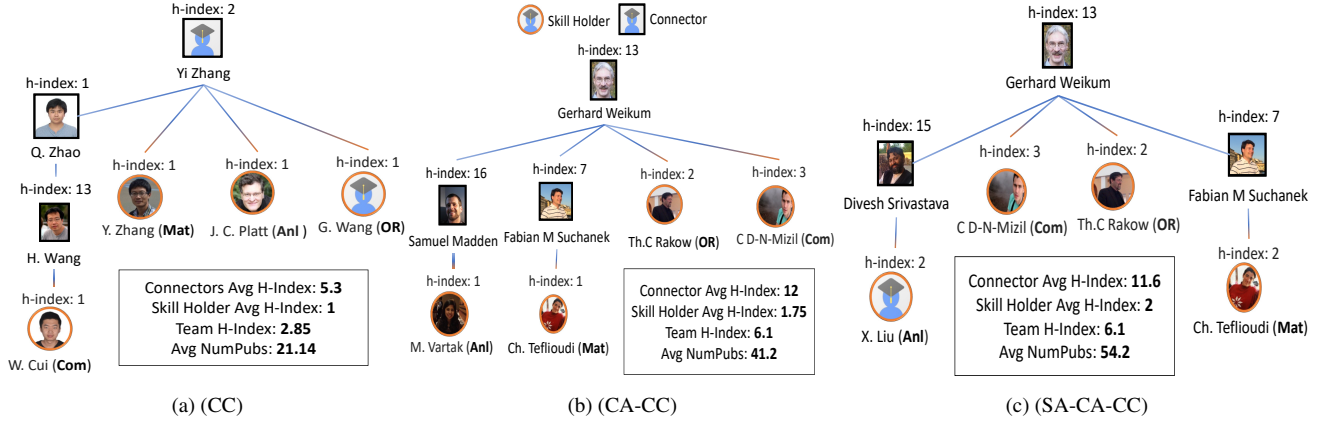 h-index: 2
Yi Zhang
h-index: 1
Q. Zhao
h-index: 13
H. Wang
h-index: 1
W. Cui (Com)
h-index: 1
Y. Zhang (Mat)
h-index: 1
J. C. Platt (Anl )
h-index: 1
G. Wang (OR)
Connectors Avg H-Index: 5.3
Skill Holder Avg H-Index: 1
Team H-Index: 2.85
Avg NumPubs: 21.14
(a) (CC)
Skill Holder
Connector
h-index: 13
Gerhard Weikum
h-index: 16
Samuel Madden
h-index: 1
M. Vartak (Anl)
h-index: 7
Fabian M Suchanek
h-index: 1
Ch. Teflioudi (Mat)
h-index: 2
Th.C Rakow (OR)
h-index: 3
C D-N-Mizil (Com)
Connector Avg H-Index: 12
Skill Holder Avg H-Index: 1.75
Team H-Index: 6.1
Avg NumPubs: 41.2
(b) (CA-CC)
h-index: 13
Gerhard Weikum
h-index: 15
Divesh Srivastava
h-index: 2
X. Liu (Anl)
h-index: 3
C D-N-Mizil (Com)
h-index: 2
Th.C Rakow (OR)
h-index: 7
Fabian M Suchanek
h-index: 2
Ch. Teflioudi (Mat)
Connector Avg H-Index: 11.6
Skill Holder Avg H-Index: 2
Team H-Index: 6.1
Avg NumPubs: 54.2
(c) (SA-CA-CC)